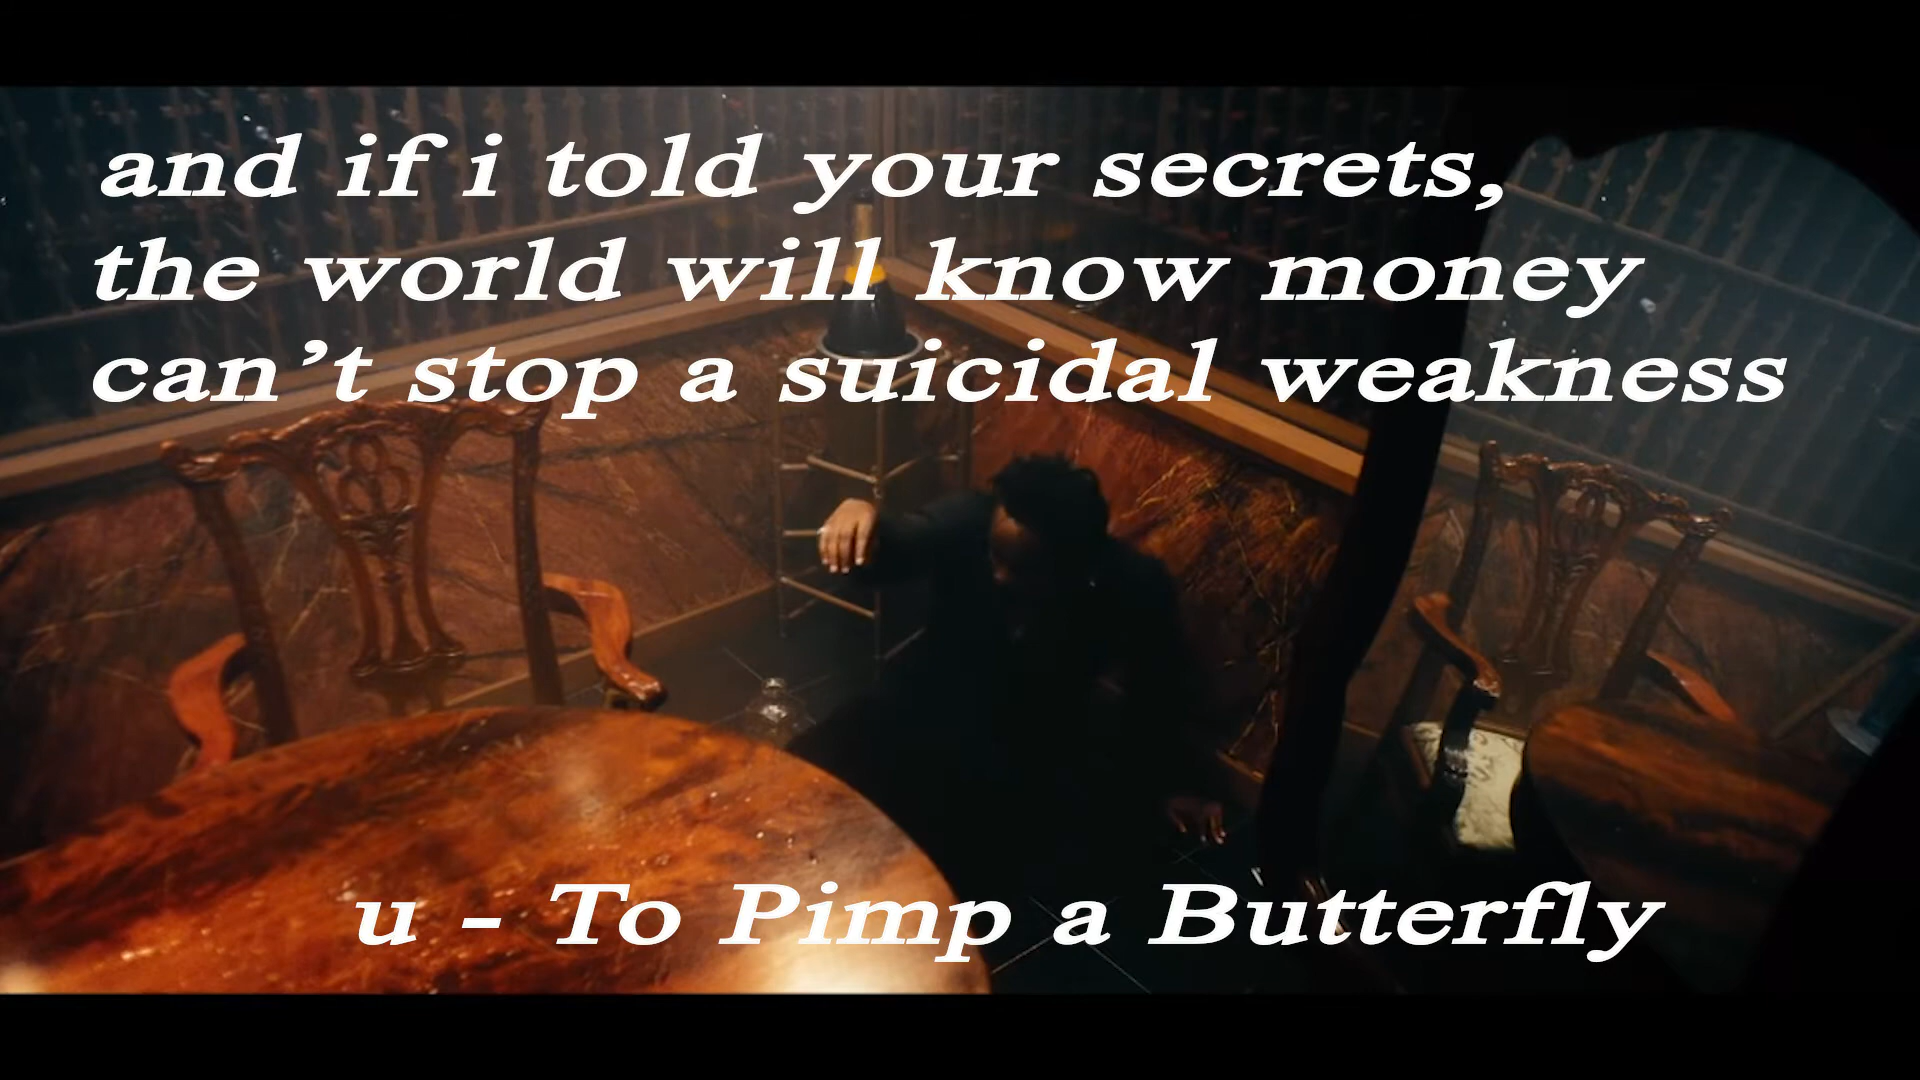 and if i told your secrets,
the world will know money
can’t stop a suicidal weakness
u – To Pimp a Butterfly